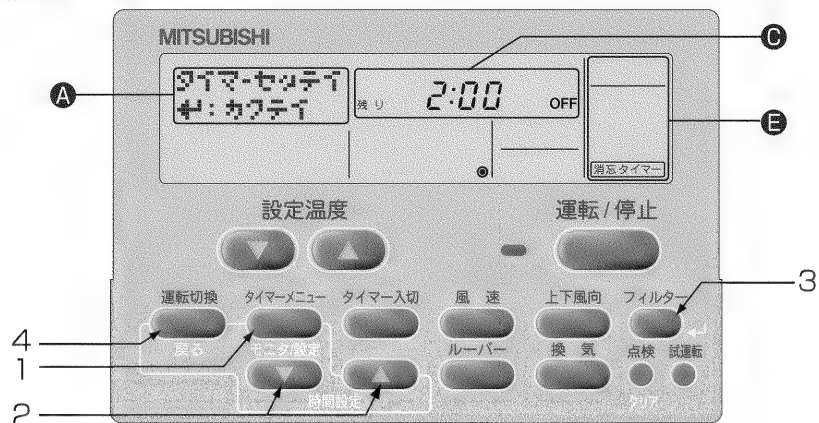 MITSUBISHI
タイマーセッテイ
↵：カクテイ
残り 2:00 OFF
消忘タイマー
A
C
E
設定温度
運転/停止
運転切換 タイマーメニュー タイマー入切 風 速 上下風向 フィルター
戻る モニタ/設定 ルーバー 換 気 点検 試運転
時間設定 クリア
4
1
2
3